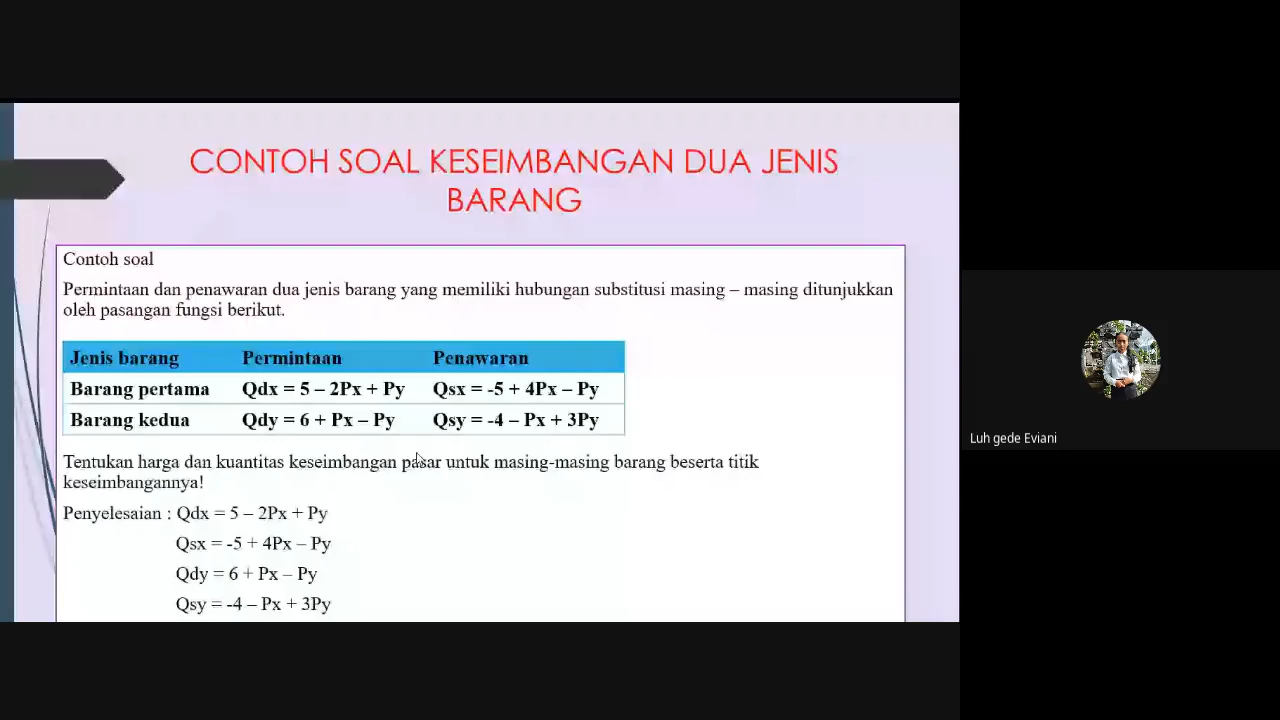 CONTOH SOAL KESEIMBANGAN DUA JENIS
BARANG
Contoh soal
Permintaan dan penawaran dua jenis barang yang memiliki hubungan substitusi masing – masing ditunjukkan
oleh pasangan fungsi berikut.
Jenis barang Permintaan Penawaran
Barang pertama Qdx = 5 – 2Px + Py Qsx = -5 + 4Px – Py
Barang kedua Qdy = 6 + Px – Py Qsy = -4 – Px + 3Py
Tentukan harga dan kuantitas keseimbangan pasar untuk masing-masing barang beserta titik
keseimbangannya!
Penyelesaian : Qdx = 5 – 2Px + Py
Qsx = -5 + 4Px – Py
Qdy = 6 + Px – Py
Qsy = -4 – Px + 3Py
Luh gede Eviani